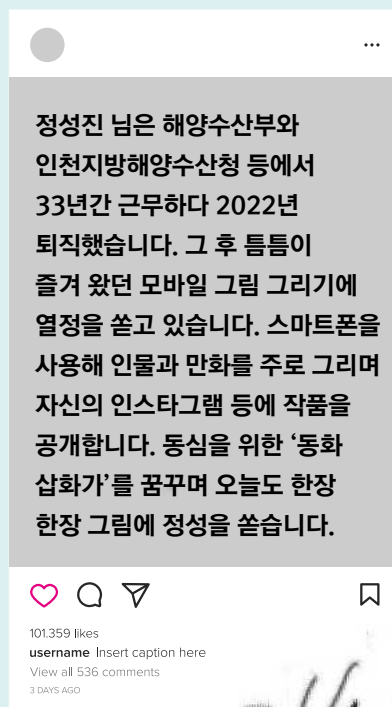 정성진 님은 해양수산부와
인천지방해양수산청 등에서
33년간 근무하다 2022년
퇴직했습니다. 그 후 틈틈이
즐겨 왔던 모바일 그림 그리기에
열정을 쏟고 있습니다. 스마트폰을
사용해 인물과 만화를 주로 그리며
자신의 인스타그램 등에 작품을
공개합니다. 동심을 위한 ‘동화
삽화가’를 꿈꾸며 오늘도 한장
한장 그림에 정성을 쏟습니다.
101.359 likes
username Insert caption here
View all 536 comments
3 DAYS AGO